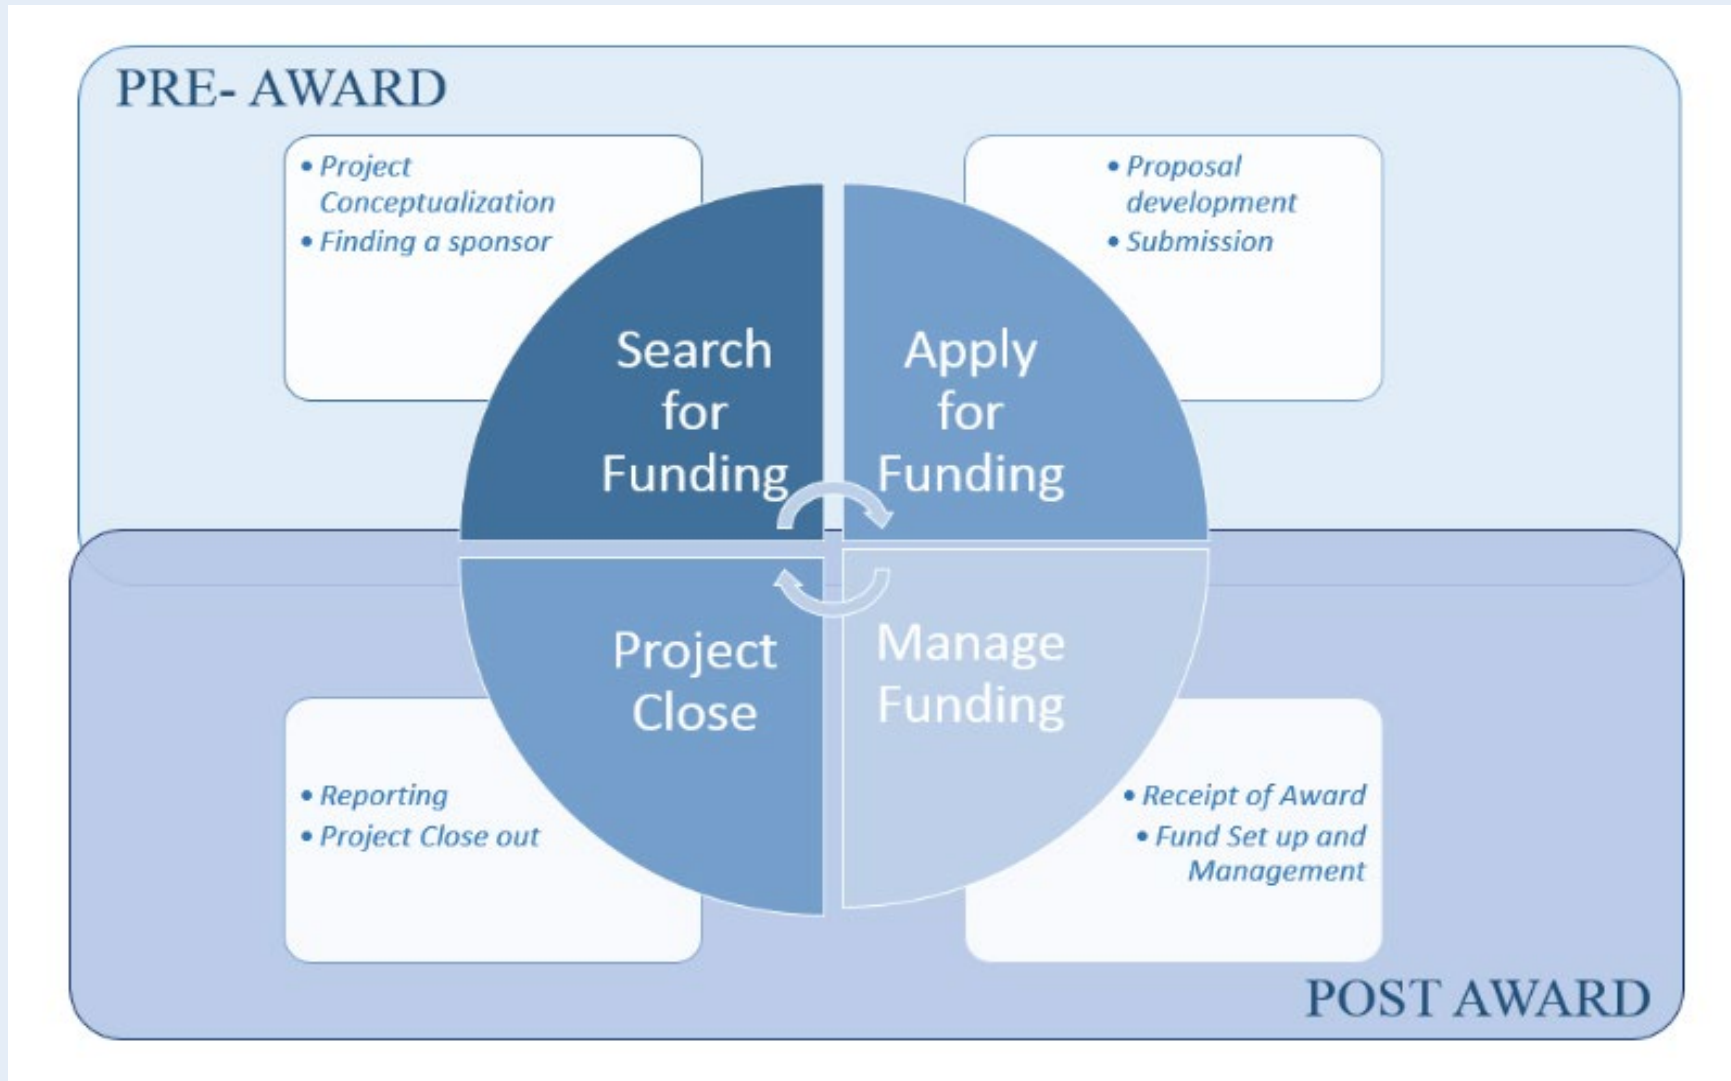 PRE- AWARD
• Project
Conceptualization
• Finding a sponsor
• Proposal
development
• Submission
Search
for
Funding
Apply
for
Funding
Project
Close
Manage
Funding
• Reporting
• Project Close out
• Receipt of Award
• Fund Set up and
Management
POST AWARD